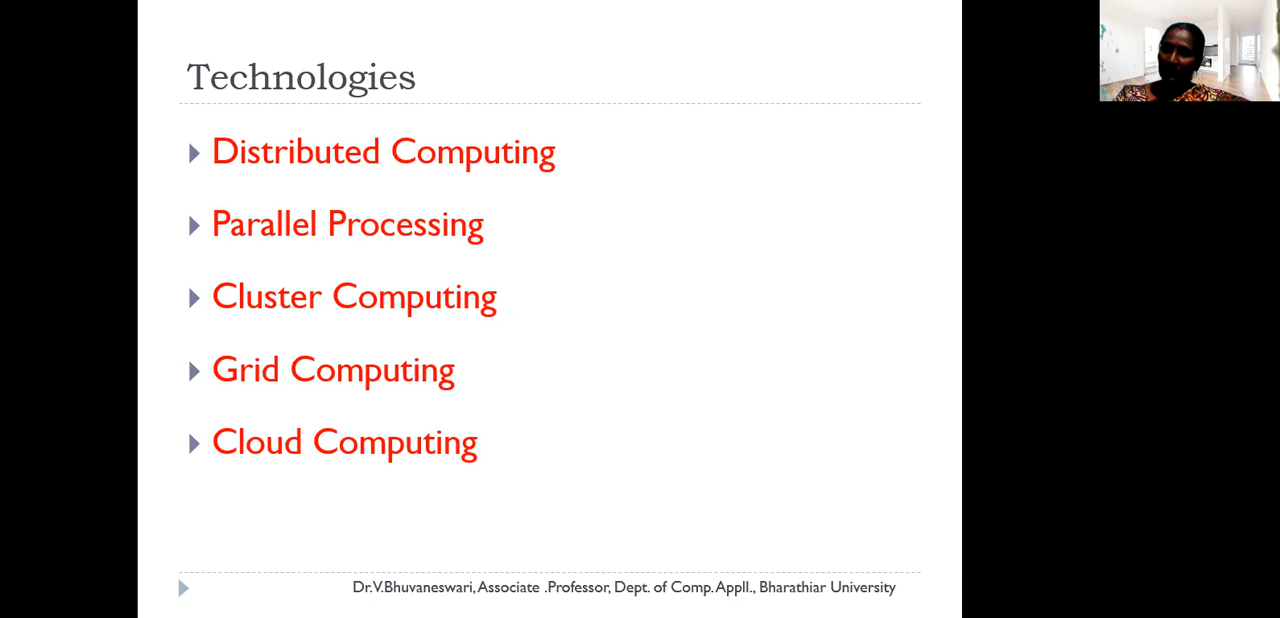 Technologies
Distributed Computing
Parallel Processing
Cluster Computing
Grid Computing
Cloud Computing
Dr.V.Bhuvaneswari, Associate .Professor, Dept. of Comp. Appll., Bharathiar University